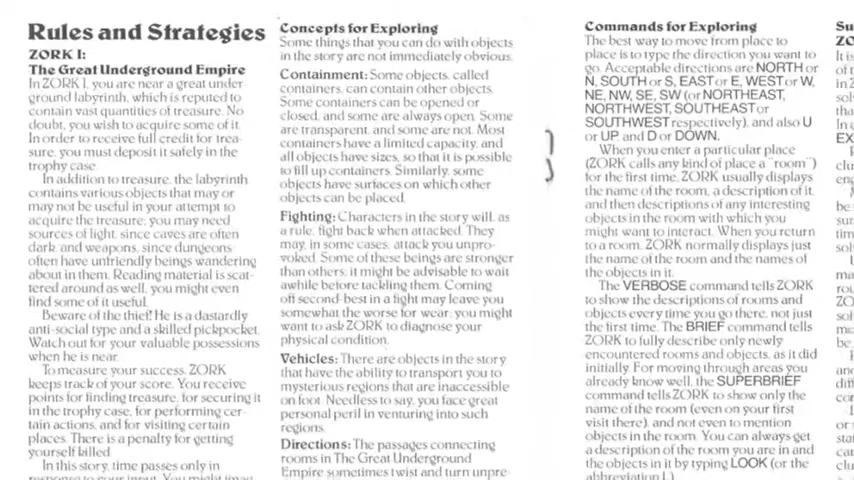 Rules and Strategies
ZORK I:
The Great Underground Empire
In ZORK I, you are near a great under-
ground labyrinth, which is reputed to
contain vast quantities of treasure. No
doubt, you wish to acquire some of it.
In order to receive full credit for trea-
sure, you must deposit it safely in the
trophy case.
In addition to treasure, the labyrinth
contains various objects that may or
may not be useful in your attempt to
acquire the treasure; you may need
sources of light, since caves are often
dark, and weapons, since dungeons
often have unfriendly beings wandering
about in them. Reading material is scat-
tered around as well; you might even
find some of it useful.
Beware of the thief! He is a dastardly
anti-social type and a skilled pickpocket.
Watch out for your valuable possessions
when he is near.
To measure your success, ZORK
keeps track of your score. You receive
points for finding treasure, for securing it
in the trophy case, for performing cer-
tain actions, and for visiting certain
places. There is a penalty for getting
yourself killed.
In this story, time passes only in
response to your input. You might
Concepts for Exploring
Some things that you can do with objects
in the story are not immediately obvious.
Containment: Some objects, called
containers, can contain other objects.
Some containers can be opened or
closed, and some are always open. Some
are transparent, and some are not. Most
containers have a limited capacity, and
all objects have sizes, so that it is possible
to fill up containers. Similarly, some
objects have surfaces on which other
objects can be placed.
Fighting: Characters in the story will, as
a rule, fight back when attacked. They
may, in some cases, attack you unpro-
voked. Some of these beings are stronger
than others; it might be advisable to wait
awhile before tackling them. Coming
off second-best in a fight may leave you
somewhat the worse for wear; you might
want to ask ZORK to diagnose your
physical condition.
Vehicles: There are objects in the story
that have the ability to transport you to
mysterious regions that are inaccessible
on foot. Needless to say, you face great
personal peril in venturing into such
regions.
Directions: The passages connecting
rooms in The Great Underground
Empire sometimes twist and turn unpre-
Commands for Exploring
The best way to move from place to
place is to type the direction you want to
go. Acceptable directions are NORTH or
N, SOUTH or S, EAST or E, WEST or W,
NE, NW, SE, SW (or NORTHEAST,
NORTHWEST, SOUTHEAST or
SOUTHWEST respectively), and also U
or UP and D or DOWN.
When you enter a particular place
(ZORK calls any kind of place a "room")
for the first time, ZORK usually displays
the name of the room, a description of it,
and then descriptions of any interesting
objects in the room with which you
might want to interact. When you return
to a room, ZORK normally displays just
the name of the room and the names of
the objects in it.
The VERBOSE command tells ZORK
to show the descriptions of rooms and
objects every time you go there, not just
the first time. The BRIEF command tells
ZORK to fully describe only newly
encountered rooms and objects, as it did
initially. For moving through areas you
already know well, the SUPERBRIEF
command tells ZORK to show only the
name of the room (even on your first
visit there), and not even to mention
objects in the room. You can always get
a description of the room you are in and
the objects in it by typing LOOK (or the
abbreviation L).